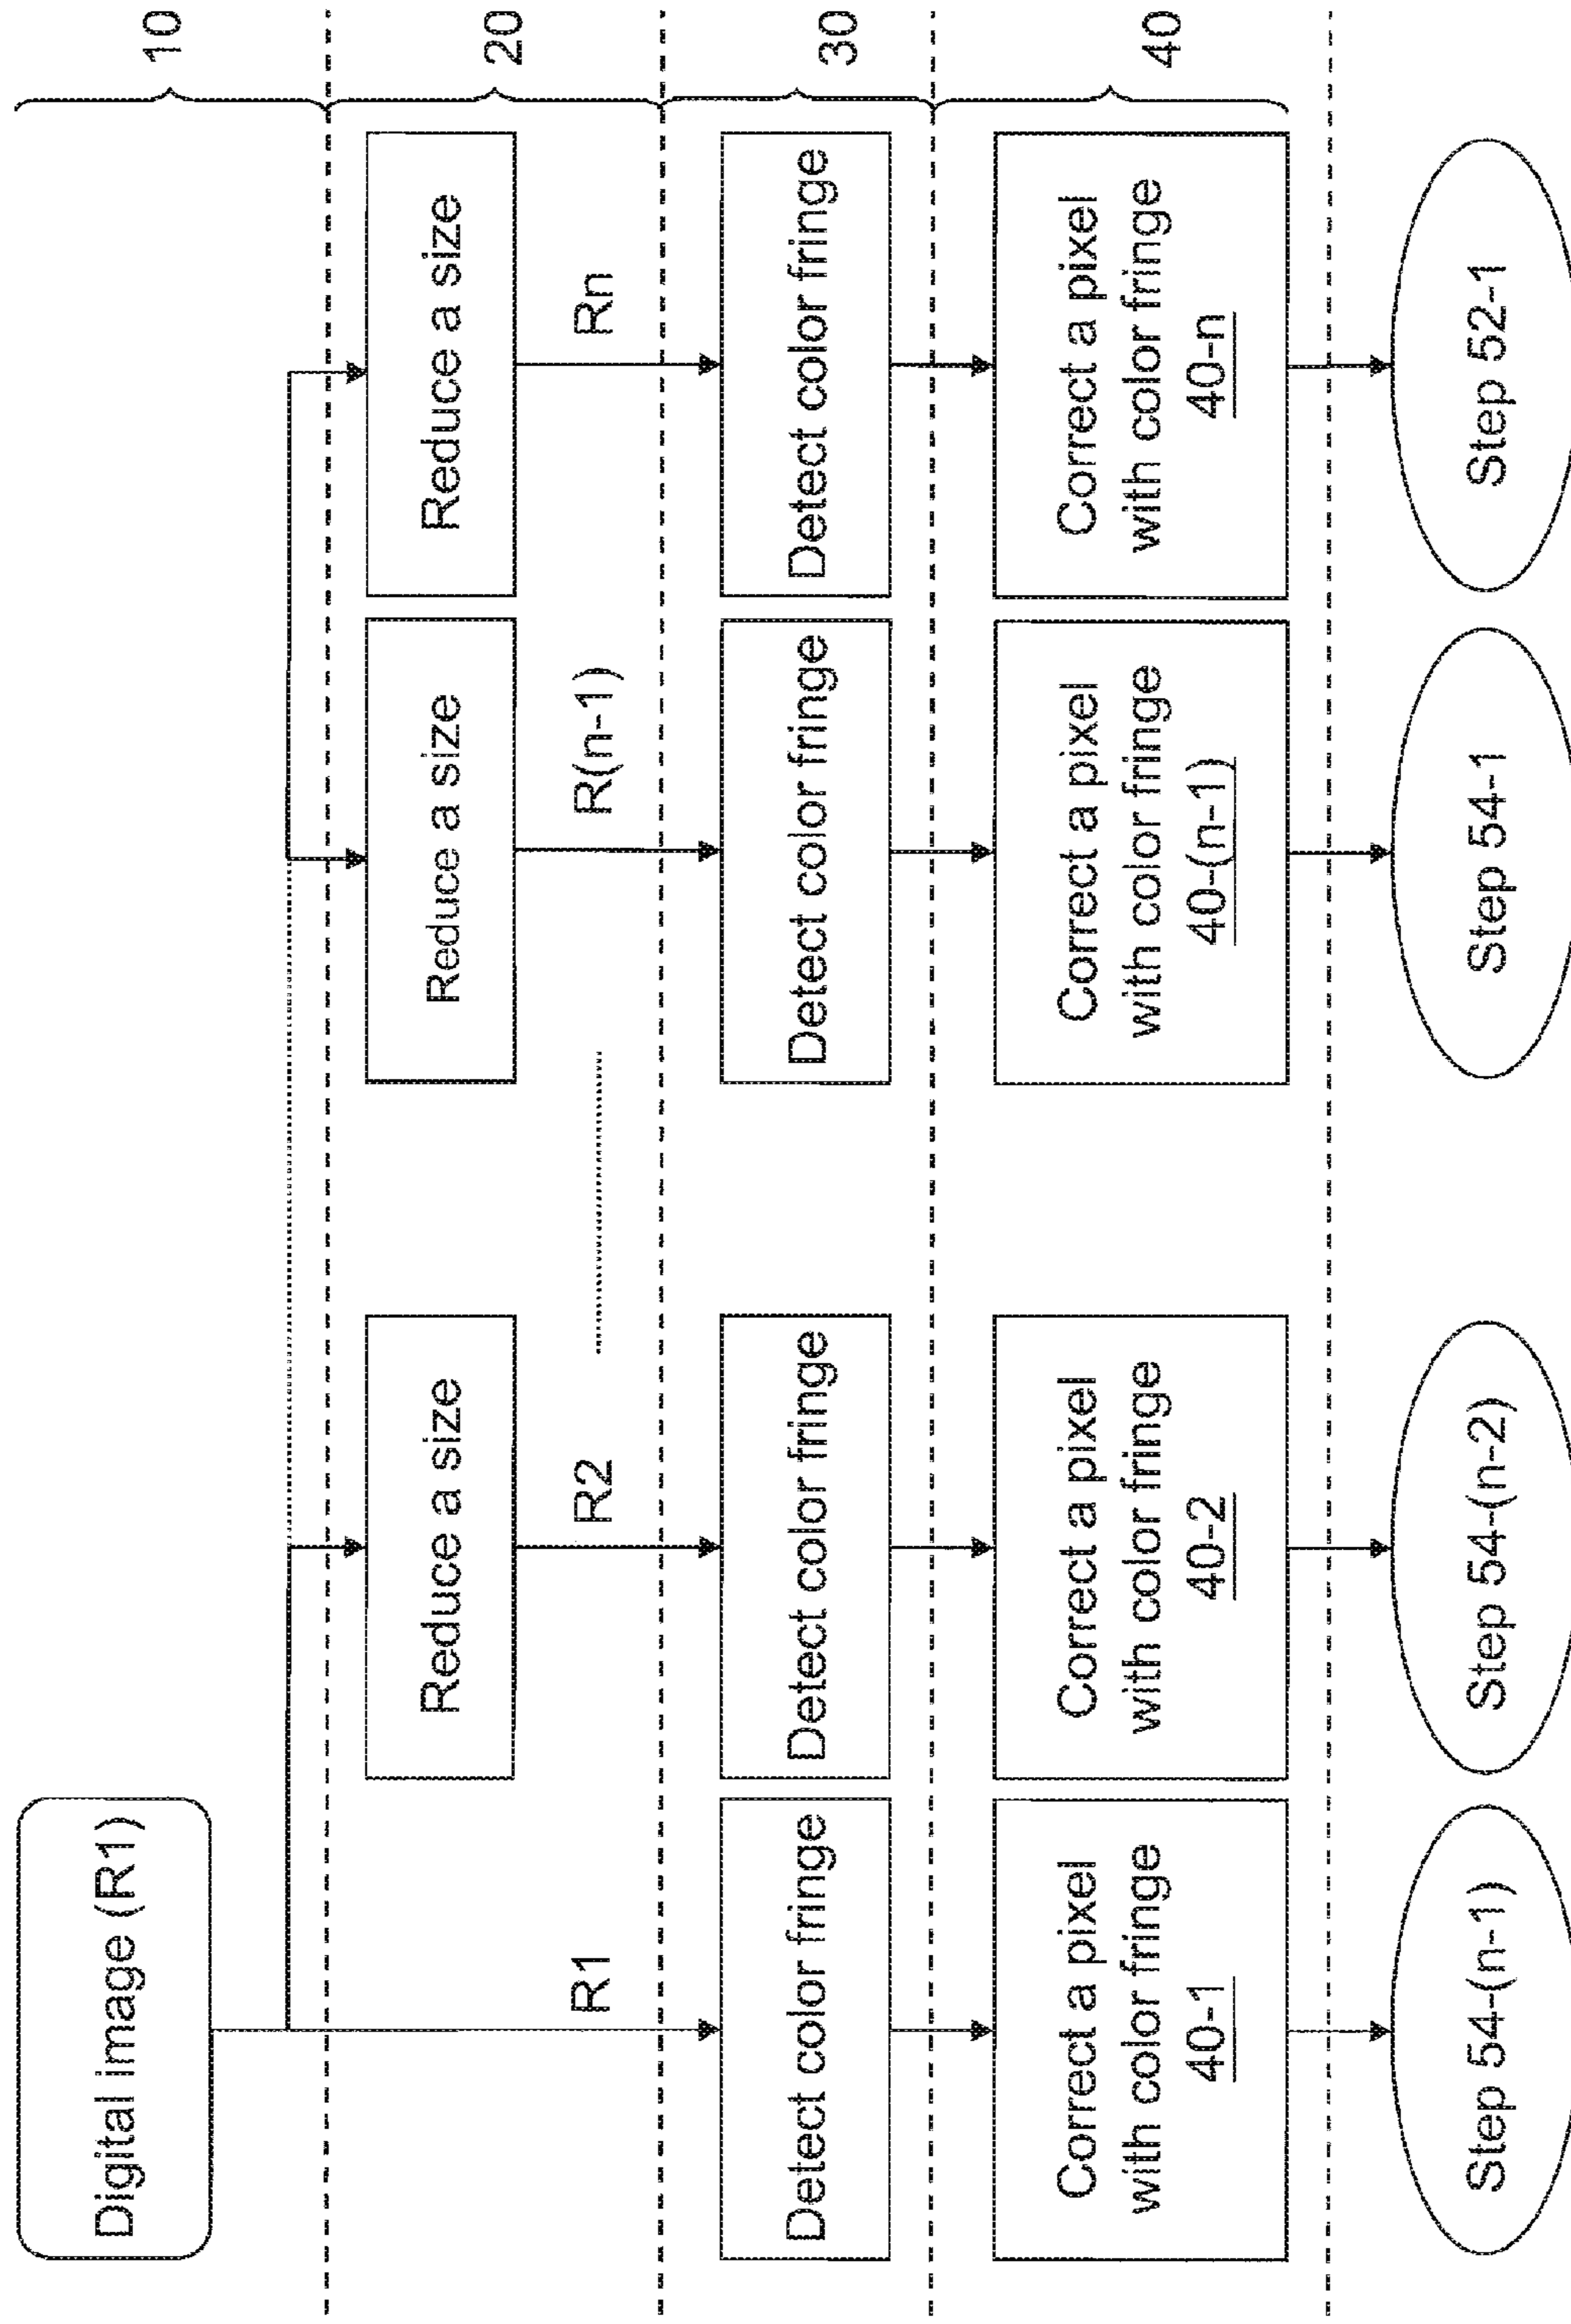 Digital image (R1)
10
Reduce a size
Reduce a size
Reduce a size
20
R1
R2
R(n-1)
Rn
Detect color fringe
Detect color fringe
Detect color fringe
Detect color fringe
30
Correct a pixel
with color fringe
40-1
Correct a pixel
with color fringe
40-2
Correct a pixel
with color fringe
40-(n-1)
Correct a pixel
with color fringe
40-n
40
Step 54-(n-1)
Step 54-(n-2)
Step 54-1
Step 52-1